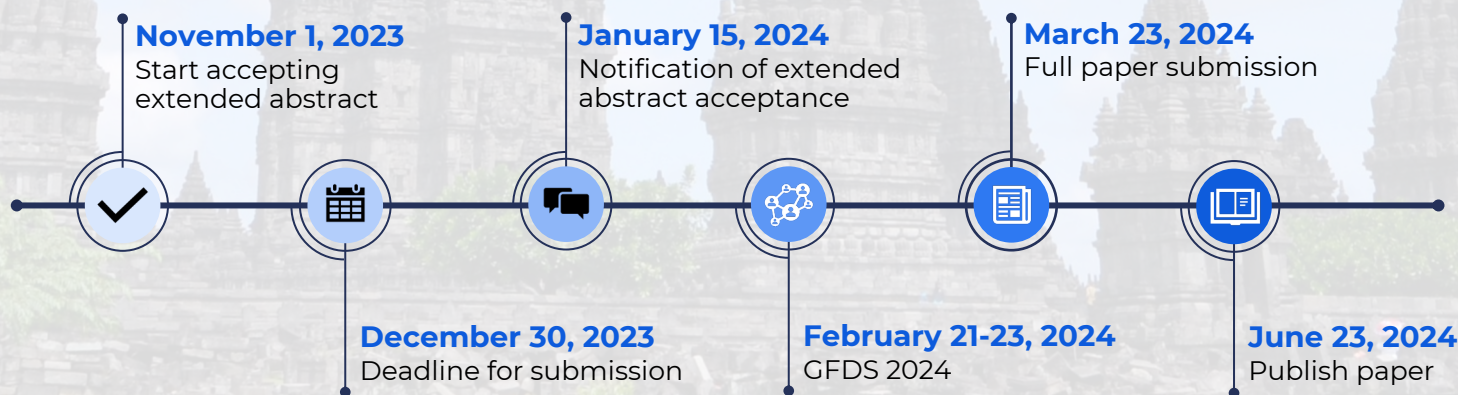 November 1, 2023
Start accepting
extended abstract
December 30, 2023
Deadline for submission
January 15, 2024
Notification of extended
abstract acceptance
February 21-23, 2024
GFDS 2024
March 23, 2024
Full paper submission
June 23, 2024
Publish paper